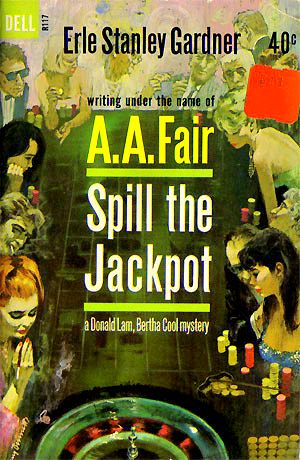 DELL
R117
Erle Stanley Gardner
40c
writing under the name of
A.A.Fair
Spill the
Jackpot
a Donald Lam, Bertha Cool mystery